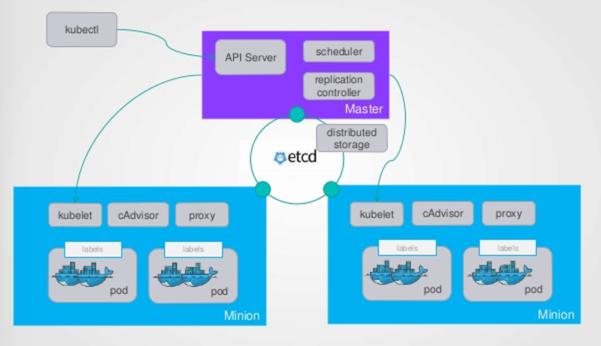 kubectl
API Server
scheduler
replication
controller
Master
distributed
storage
etcd
kubelet
cAdvisor
proxy
labels
labels
pod
pod
Minion
kubelet
cAdvisor
proxy
labels
labels
pod
pod
Minion